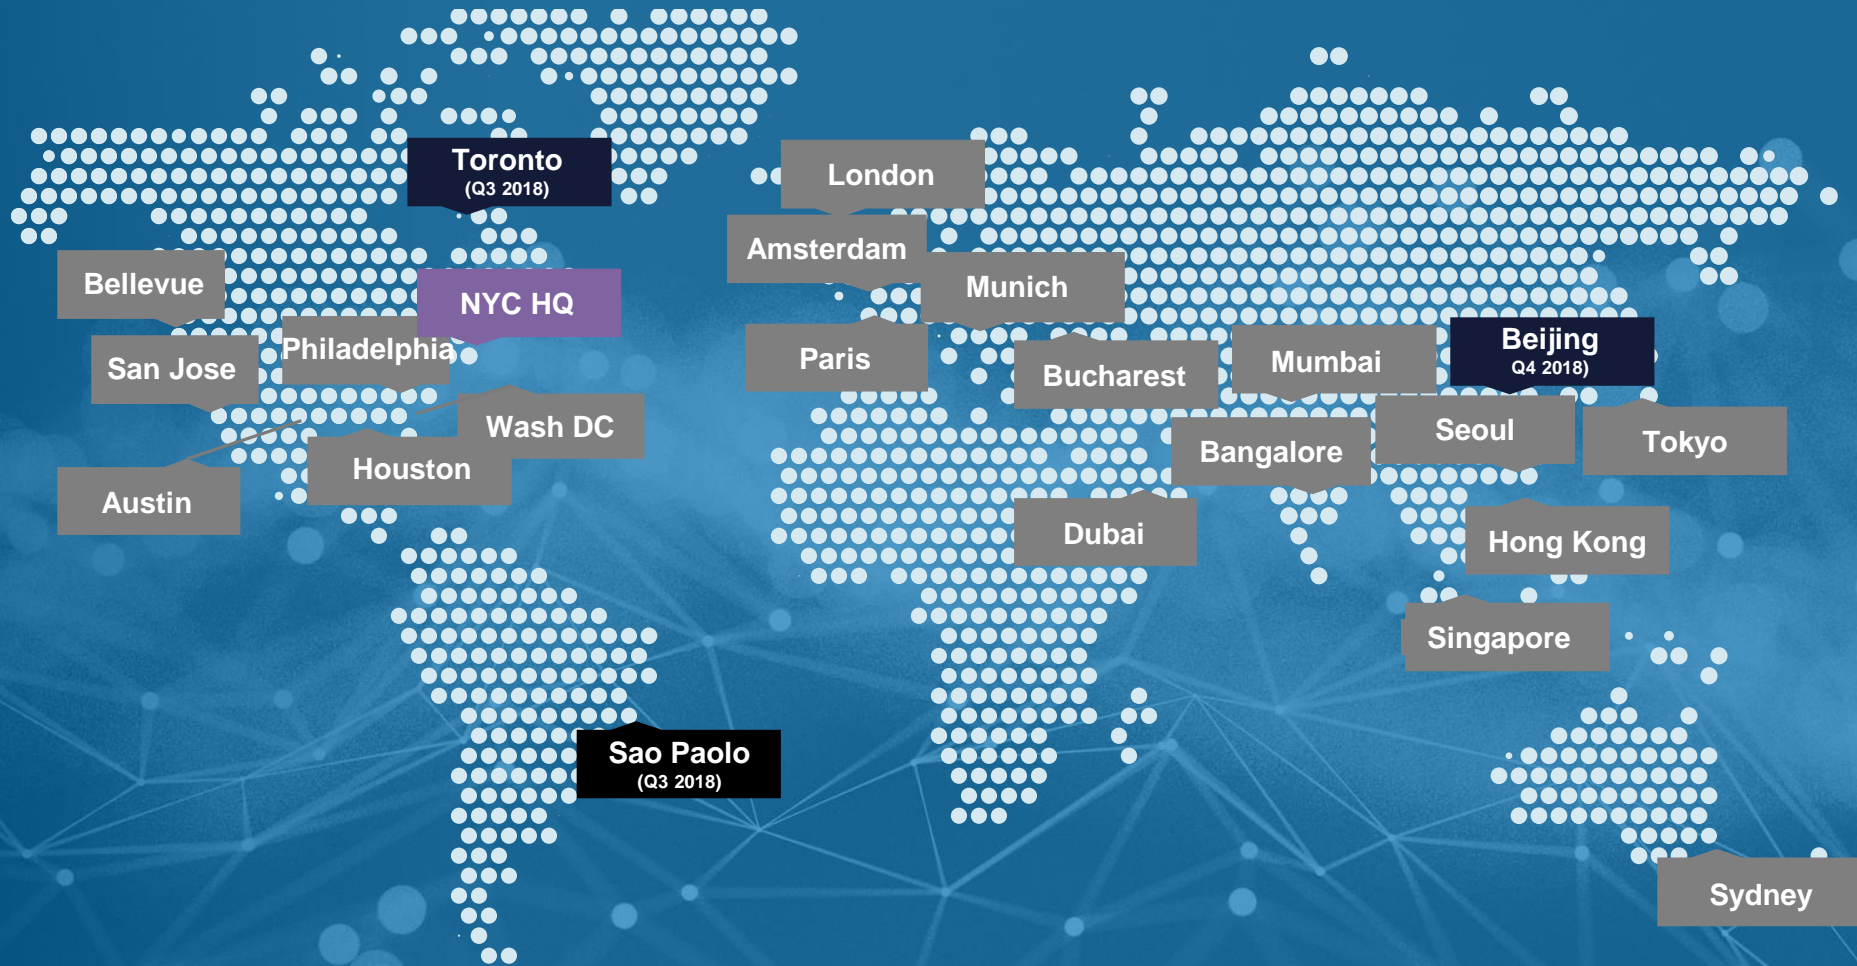 Toronto
(Q3 2018)
London
Amsterdam
Bellevue
NYC HQ
Munich
San Jose
Philadelphia
Paris
Bucharest
Mumbai
Beijing
Q4 2018)
Wash DC
Houston
Austin
Bangalore
Seoul
Tokyo
Dubai
Hong Kong
Singapore
Sao Paolo
(Q3 2018)
Sydney